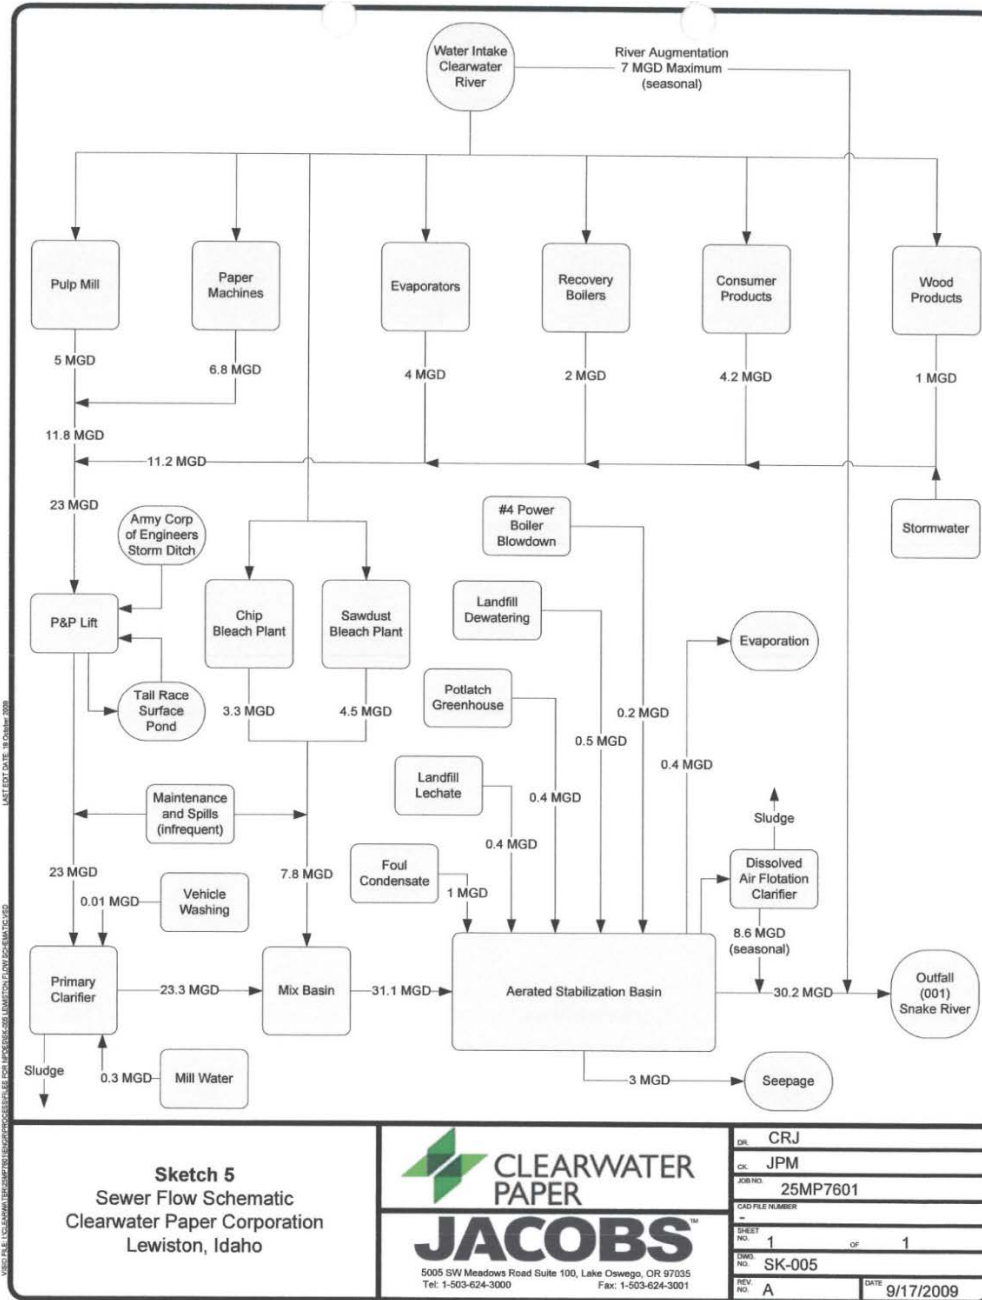 Water Intake
Clearwater
River
River Augmentation
7 MGD Maximum
(seasonal)
Pulp Mill
Paper
Machines
Evaporators
Recovery
Boilers
Consumer
Products
Wood
Products
5 MGD
6.8 MGD
4 MGD
2 MGD
4.2 MGD
1 MGD
11.8 MGD
11.2 MGD
23 MGD
Army Corp
of Engineers
Storm Ditch
#4 Power
Boiler
Blowdown
Stormwater
P&P Lift
Chip
Bleach Plant
Sawdust
Bleach Plant
Landfill
Dewatering
Evaporation
Tail Race
Surface
Pond
3.3 MGD
4.5 MGD
Potlatch
Greenhouse
0.2 MGD
0.5 MGD
0.4 MGD
Landfill
Lechate
0.4 MGD
Maintenance
and Spills
(infrequent)
0.4 MGD
Sludge
23 MGD
7.8 MGD
Foul
Condensate
1 MGD
Dissolved
Air Flotation
Clarifier
0.01 MGD
Vehicle
Washing
8.6 MGD
(seasonal)
Primary
Clarifier
23.3 MGD
Mix Basin
31.1 MGD
Aerated Stabilization Basin
30.2 MGD
Outfall
(001)
Snake River
Sludge
0.3 MGD
Mill Water
3 MGD
Seepage
LAST EDIT DATE: 19 October 2009
Sketch 5
Sewer Flow Schematic
Clearwater Paper Corporation
Lewiston, Idaho
CLEARWATER
PAPER
JACOBS™
5005 SW Meadows Road Suite 100, Lake Oswego, OR 97035
Tel: 1-503-624-3000 Fax: 1-503-624-3001
DR. CRJ
CK. JPM
JOB NO. 25MP7601
CAD FILE NUMBER
-
SHEET NO. 1 OF 1
DWG. NO. SK-005
REV. NO. A DATE 9/17/2009